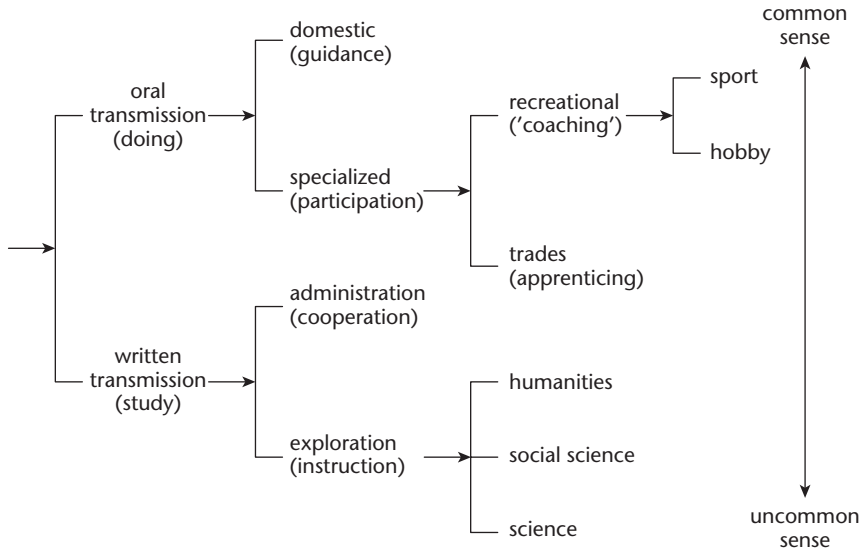 domestic
(guidance)
oral
transmission
(doing)
specialized
(participation)
recreational
('coaching')
sport
hobby
trades
(apprenticing)
written
transmission
(study)
administration
(cooperation)
exploration
(instruction)
humanities
social science
science
common
sense
uncommon
sense